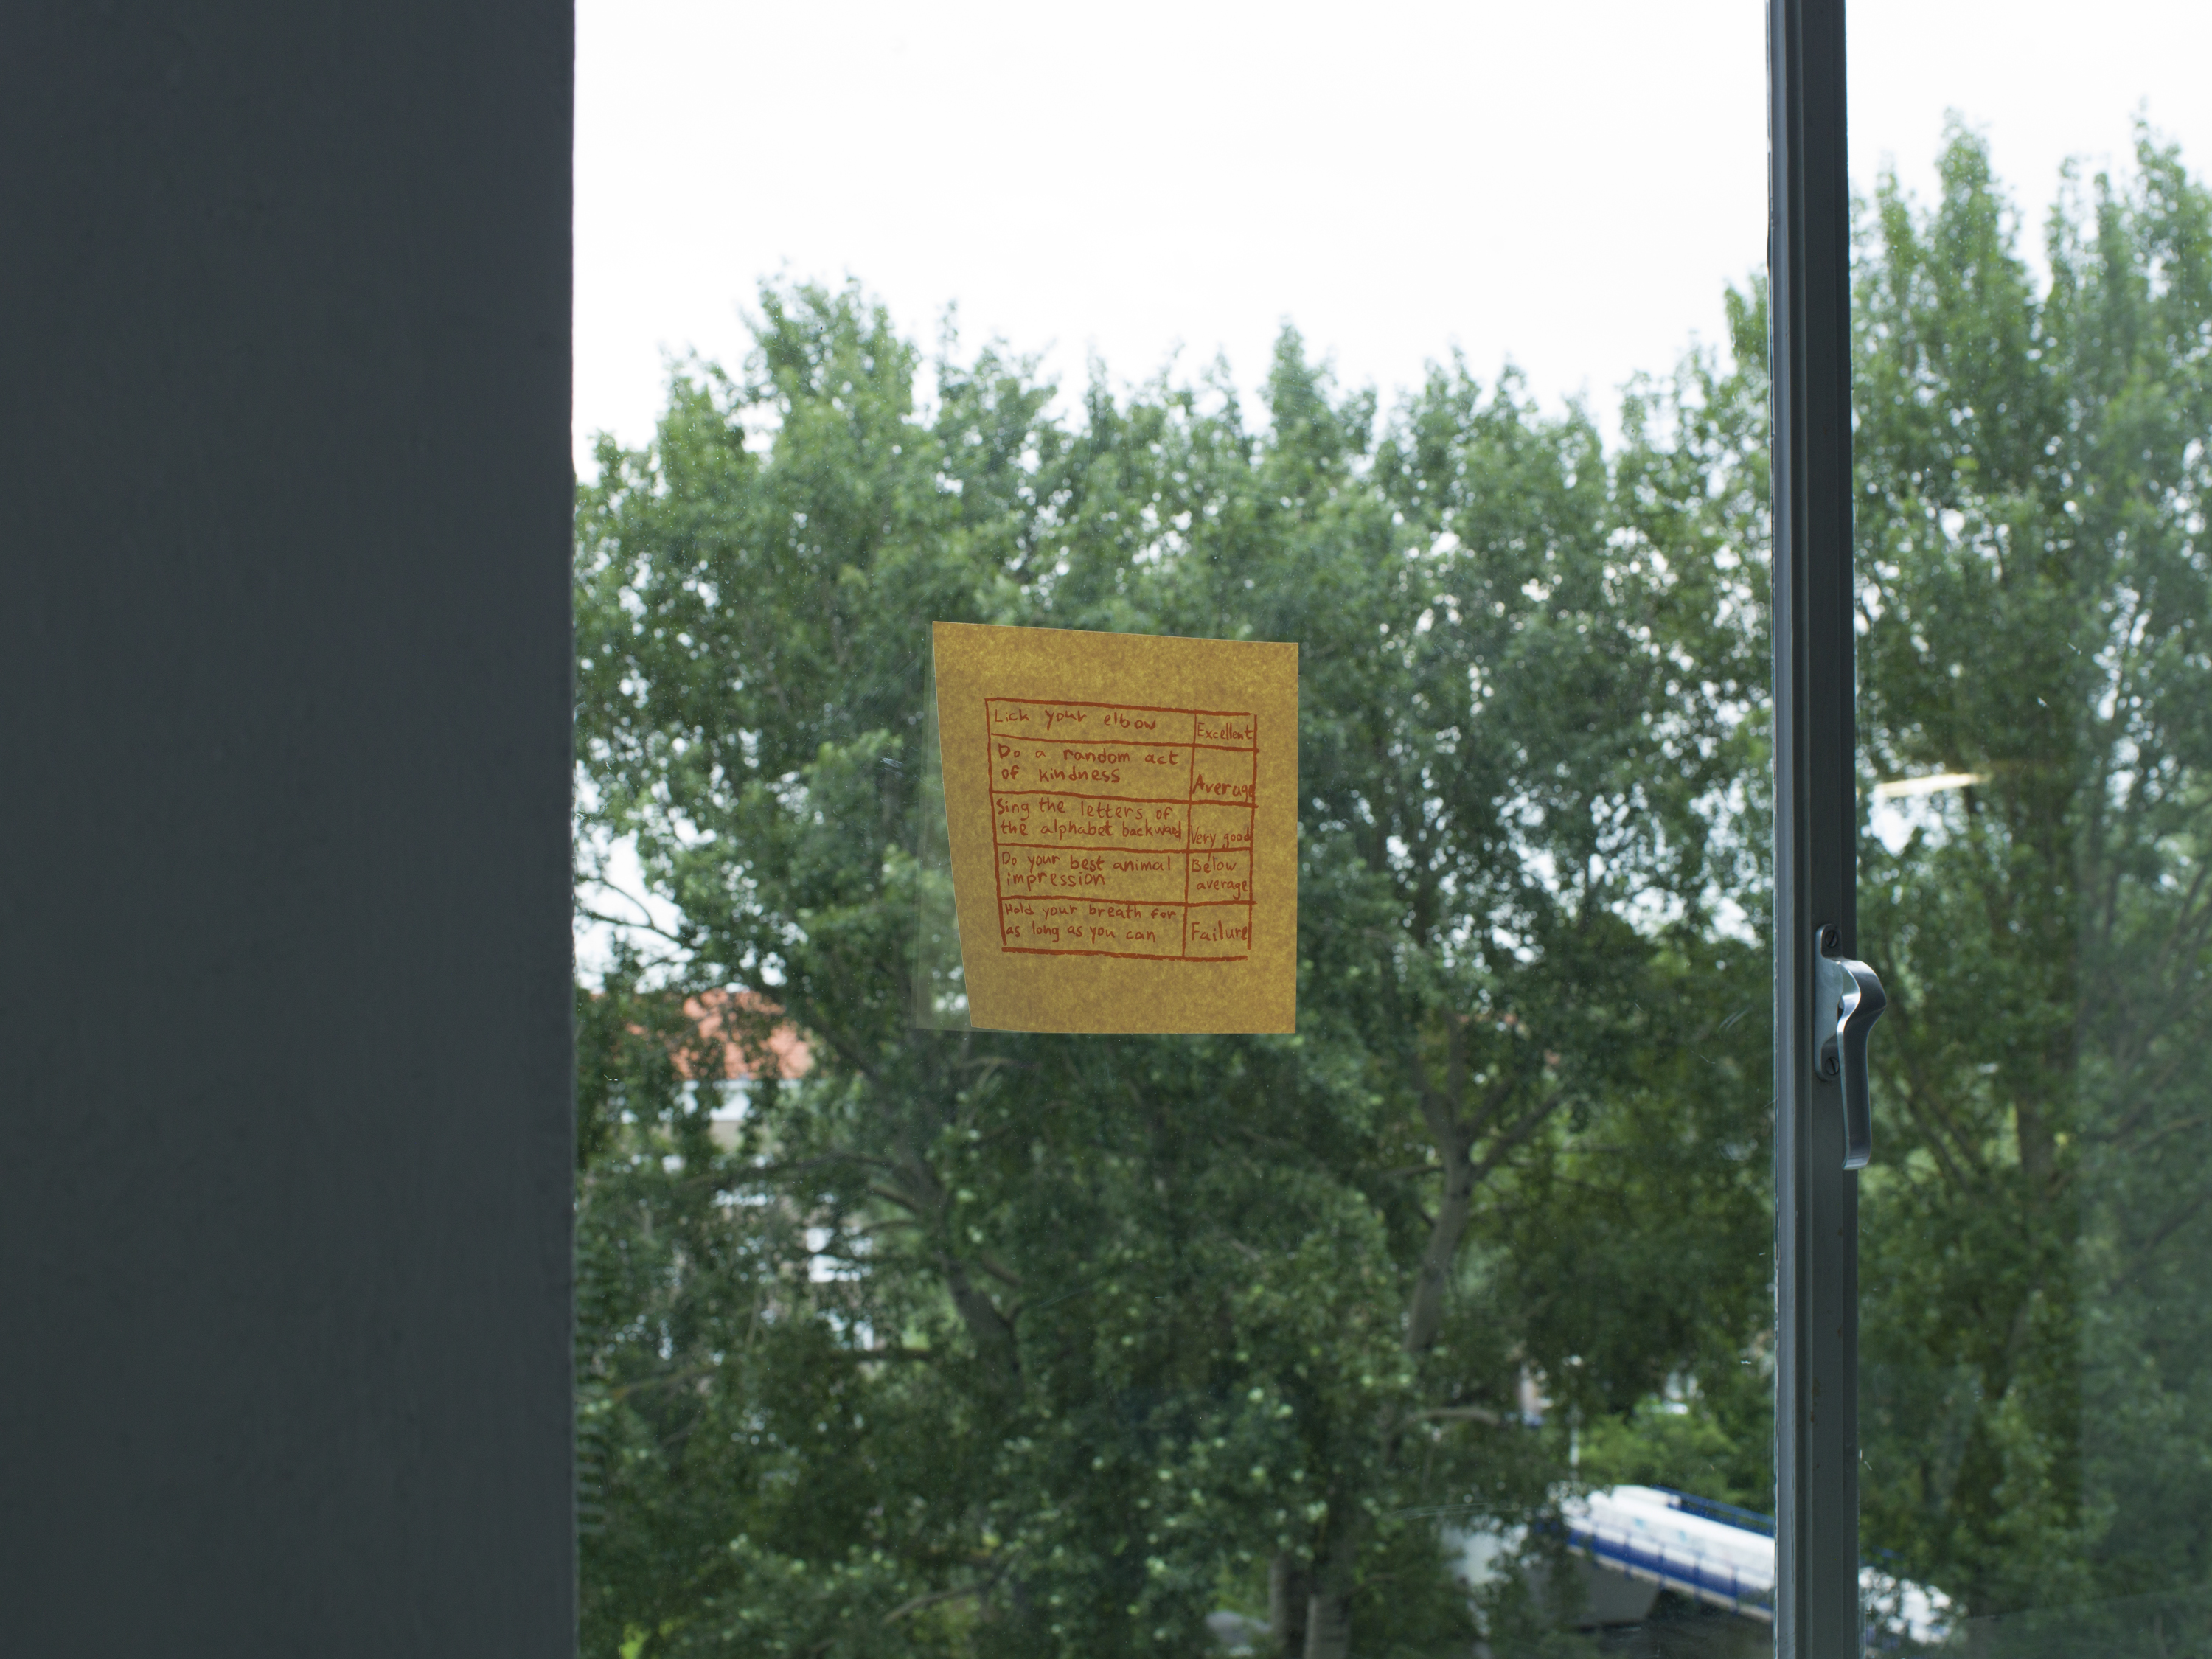 Lick your elbow
Excellent
Do a random act
of kindness
Average
Sing the letters of
the alphabet backward
Very good
Do your best animal
impression
Below
average
Hold your breath for
as long as you can
Failure